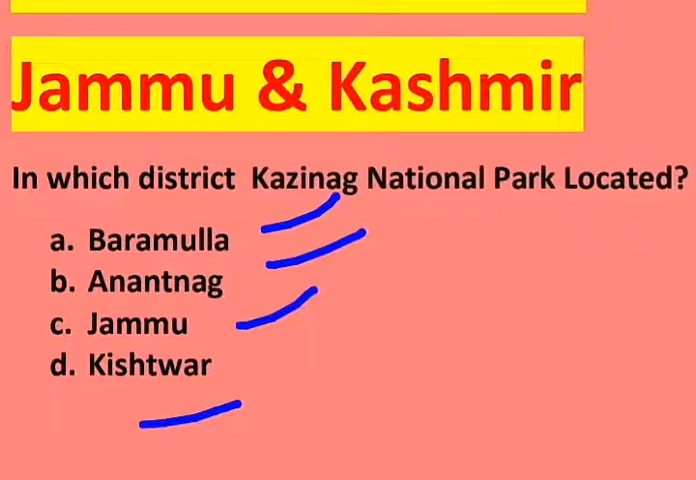 Jammu & Kashmir
In which district Kazinag National Park Located?
a. Baramulla
b. Anantnag
c. Jammu
d. Kishtwar